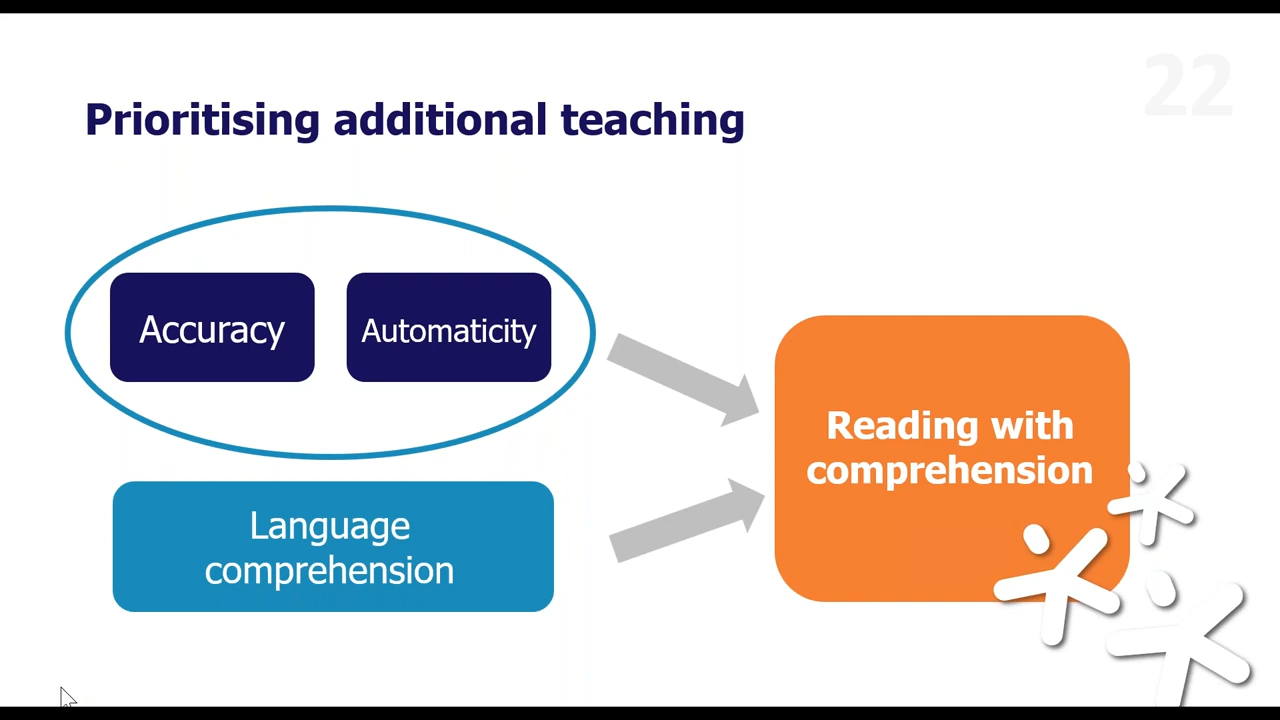 22
Prioritising additional teaching
Accuracy
Automaticity
Reading with
comprehension
Language
comprehension